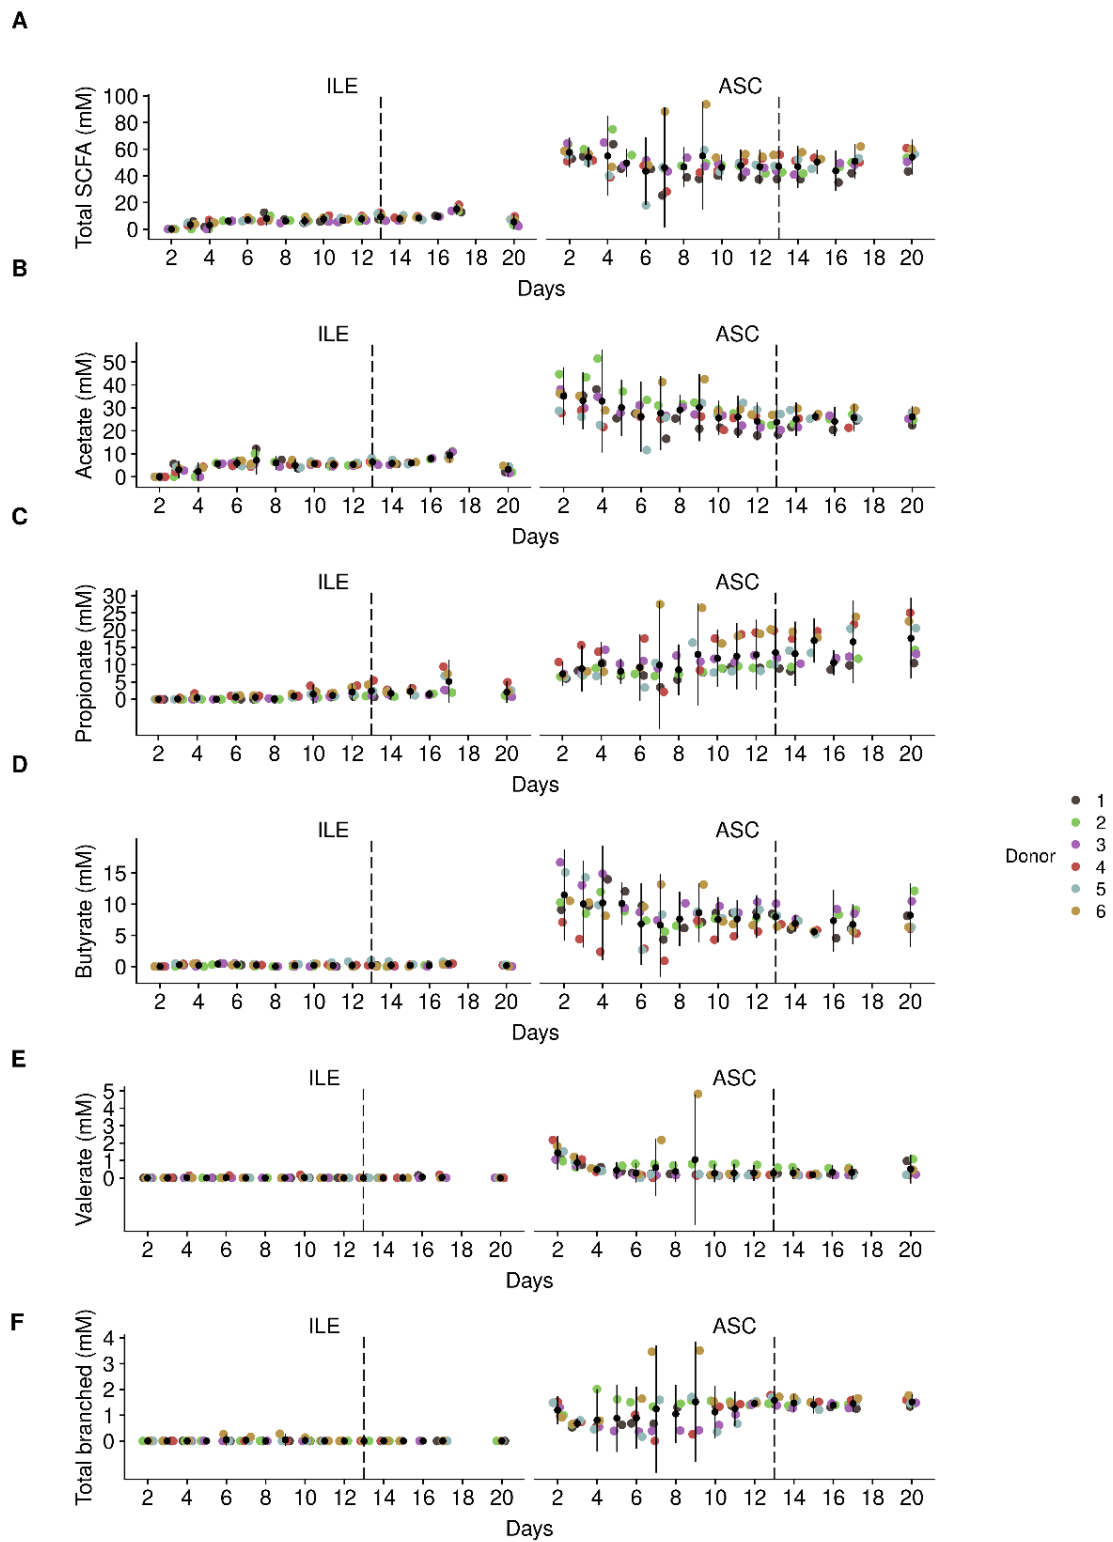 A
ILE ASC
Total SCFA (mM)
100
80
60
40
20
0
2 4 6 8 10 12 14 16 18 20 2 4 6 8 10 12 14 16 18 20
Days
B
ILE ASC
Acetate (mM)
50
40
30
20
10
0
2 4 6 8 10 12 14 16 18 20 2 4 6 8 10 12 14 16 18 20
Days
C
ILE ASC
Propionate (mM)
30
25
20
15
10
5
0
2 4 6 8 10 12 14 16 18 20 2 4 6 8 10 12 14 16 18 20
Days
D
ILE ASC
Butyrate (mM)
15
10
5
0
2 4 6 8 10 12 14 16 18 20 2 4 6 8 10 12 14 16 18 20
Days
Donor
1
2
3
4
5
6
E
ILE ASC
Valerate (mM)
5
4
3
2
1
0
2 4 6 8 10 12 14 16 18 20 2 4 6 8 10 12 14 16 18 20
Days
F
ILE ASC
Total branched (mM)
4
3
2
1
0
2 4 6 8 10 12 14 16 18 20 2 4 6 8 10 12 14 16 18 20
Days